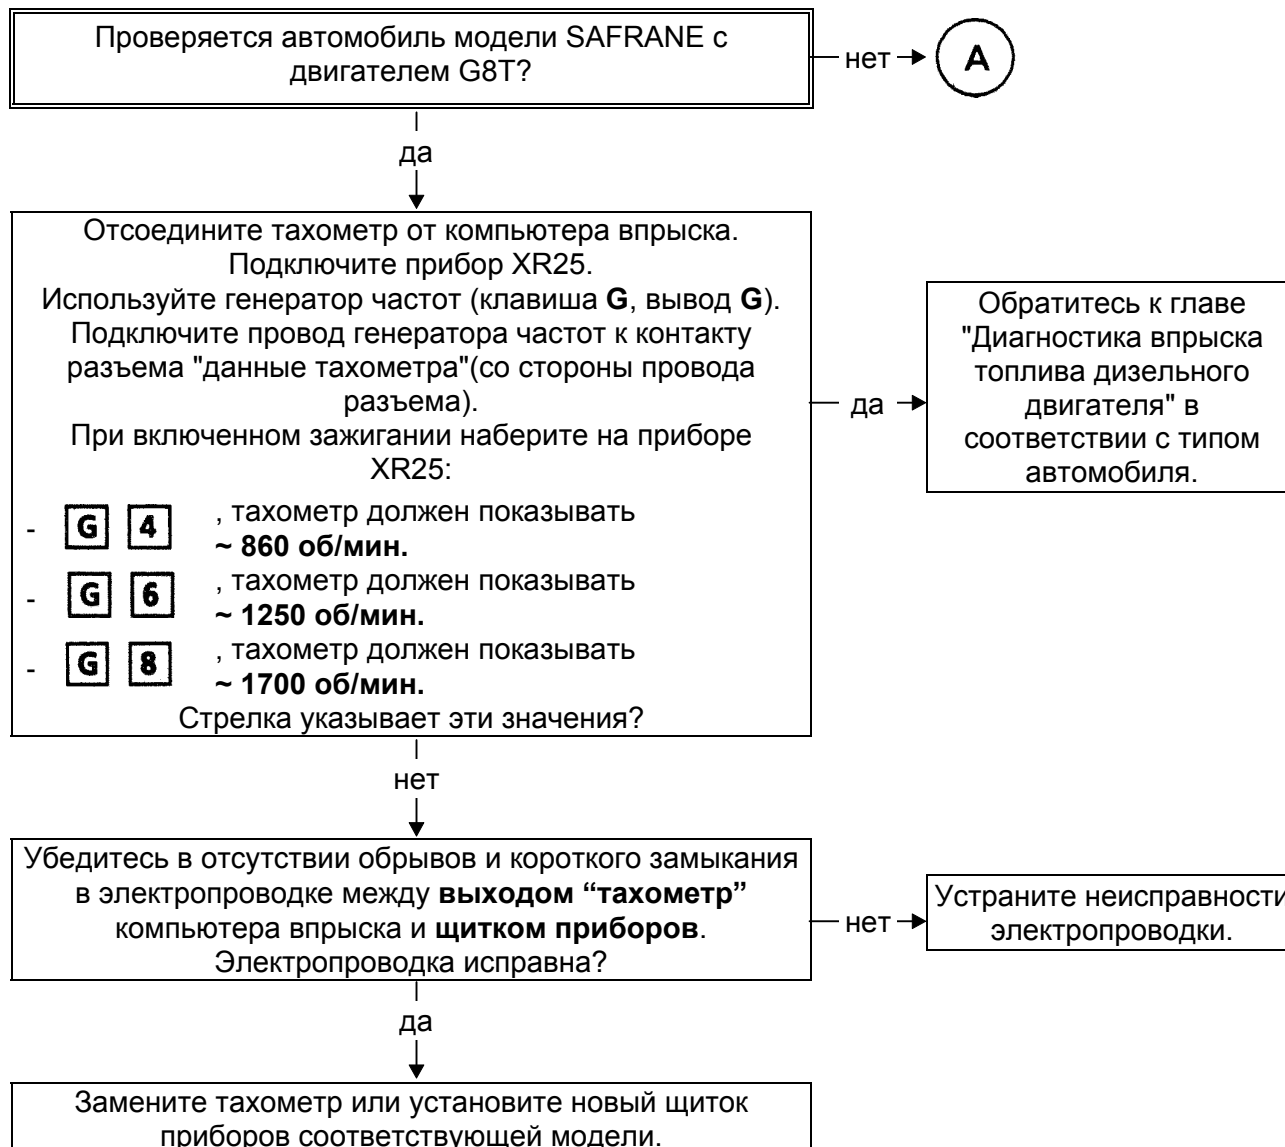 Проверяется автомобиль модели SAFRANE с
двигателем G8T?
нет
A
да
Отсоедините тахометр от компьютера впрыска.
Подключите прибор XR25.
Используйте генератор частот (клавиша G, вывод G).
Подключите провод генератора частот к контакту
разъема "данные тахометра"(со стороны провода
разъема).
При включенном зажигании наберите на приборе
XR25:
- G 4 , тахометр должен показывать
~ 860 об/мин.
- G 6 , тахометр должен показывать
~ 1250 об/мин.
- G 8 , тахометр должен показывать
~ 1700 об/мин.
Стрелка указывает эти значения?
да
Обратитесь к главе
"Диагностика впрыска
топлива дизельного
двигателя" в
соответствии с типом
автомобиля.
нет
Убедитесь в отсутствии обрывов и короткого замыкания
в электропроводке между выходом “тахометр”
компьютера впрыска и щитком приборов.
Электропроводка исправна?
нет
Устраните неисправности
электропроводки.
да
Замените тахометр или установите новый щиток
приборов соответствующей модели.